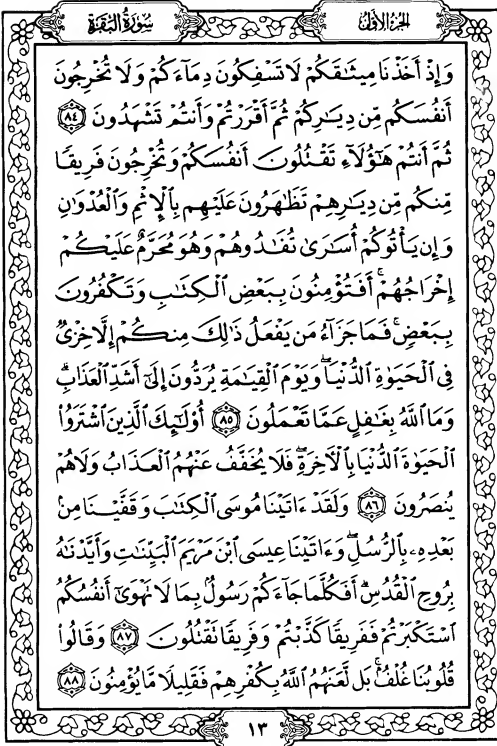 سُورَةُ البَقَرَةِ
الجُزءُ الأَوَّلُ
وَإِذْ أَخَذْنَا مِيثَٰقَكُمْ لَا تَسْفِكُونَ دِمَآءَكُمْ وَلَا تُخْرِجُونَ
أَنفُسَكُم مِّن دِيَٰرِكُمْ ثُمَّ أَقْرَرْتُمْ وَأَنتُمْ تَشْهَدُونَ ٨٤
ثُمَّ أَنتُمْ هَٰٓؤُلَآءِ تَقْتُلُونَ أَنفُسَكُمْ وَتُخْرِجُونَ فَرِيقًا
مِّنكُم مِّن دِيَٰرِهِمْ تَظَٰهَرُونَ عَلَيْهِم بِٱلْإِثْمِ وَٱلْعُدْوَٰنِ
وَإِن يَأْتُوكُمْ أُسَٰرَىٰ تُفَٰدُوهُمْ وَهُوَ مُحَرَّمٌ عَلَيْكُمْ
إِخْرَاجُهُمْ ۚ أَفَتُؤْمِنُونَ بِبَعْضِ ٱلْكِتَٰبِ وَتَكْفُرُونَ
بِبَعْضٍ ۚ فَمَا جَزَآءُ مَن يَفْعَلُ ذَٰلِكَ مِنكُمْ إِلَّا خِزْىٌ
فِى ٱلْحَيَوٰةِ ٱلدُّنْيَا ۖ وَيَوْمَ ٱلْقِيَٰمَةِ يُرَدُّونَ إِلَىٰٓ أَشَدِّ ٱلْعَذَابِ ۗ
وَمَا ٱللَّهُ بِغَٰفِلٍ عَمَّا تَعْمَلُونَ ٨٥ أُو۟لَٰٓئِكَ ٱلَّذِينَ ٱشْتَرَوُا۟
ٱلْحَيَوٰةَ ٱلدُّنْيَا بِٱلْءَاخِرَةِ ۖ فَلَا يُخَفَّفُ عَنْهُمُ ٱلْعَذَابُ وَلَا هُمْ
يُنصَرُونَ ٨٦ وَلَقَدْ ءَاتَيْنَا مُوسَى ٱلْكِتَٰبَ وَقَفَّيْنَا مِنۢ
بَعْدِهِۦ بِٱلرُّسُلِ ۖ وَءَاتَيْنَا عِيسَى ٱبْنَ مَرْيَمَ ٱلْبَيِّنَٰتِ وَأَيَّدْنَٰهُ
بِرُوحِ ٱلْقُدُسِ ۗ أَفَكُلَّمَا جَآءَكُمْ رَسُولٌۢ بِمَا لَا تَهْوَىٰٓ أَنفُسُكُمُ
ٱسْتَكْبَرْتُمْ فَفَرِيقًا كَذَّبْتُمْ وَفَرِيقًا تَقْتُلُونَ ٨٧ وَقَالُوا۟
قُلُوبُنَا غُلْفٌۢ ۚ بَل لَّعَنَهُمُ ٱللَّهُ بِكُفْرِهِمْ فَقَلِيلًا مَّا يُؤْمِنُونَ ٨٨
١٣